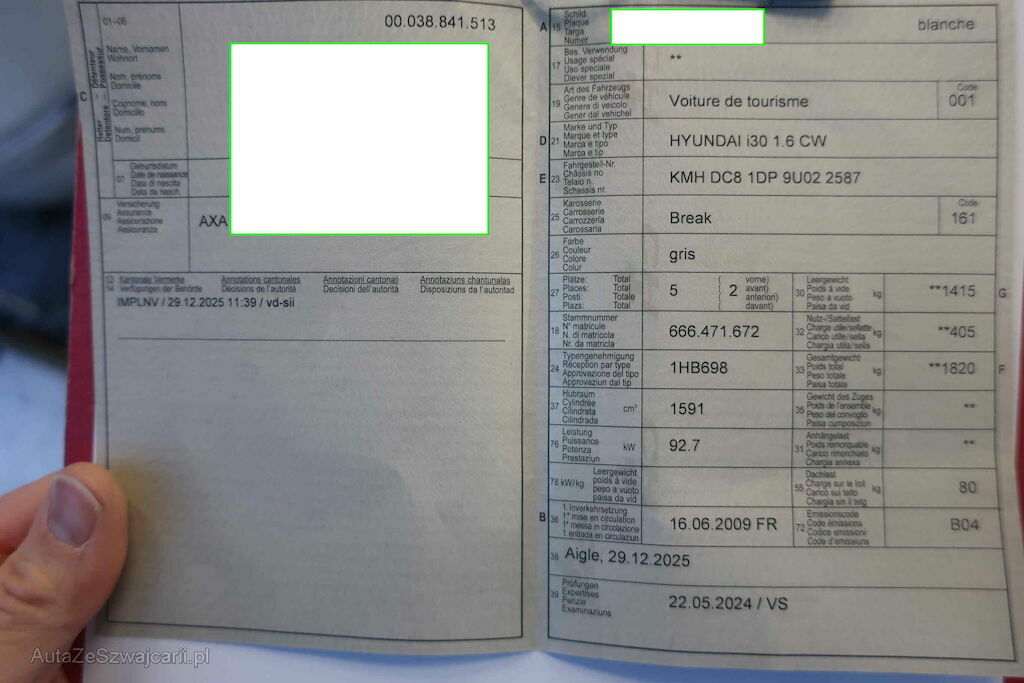 01-06
00.038.841.513
C
Halter Détenteur
Detentore Possessur
Name, Vornamen
Wohnort
Nom, prénoms
Domicile
Cognome, nomi
Domicilio
Num, prenums
Domicil
07
Geburtsdatum
Date de naissance
Data di nascita
Data da nasch.
09
Versicherung
Assurance
Assicurazione
Assicuranza
AXA
13
14
Kantonale Vermerke
Verfügungen der Behörde
Annotations cantonales
Décisions de l'autorité
Annotazioni cantonali
Decisioni dell'autorità
Annotaziuns chantunalas
Disposiziuns da l'autoritad
IMPLNV / 29.12.2025 11:39 / vd-sii
A 15
Schild
Plaque
Targa
Numer
blanche
17
Bes. Verwendung
Usage spécial
Uso speciale
Diever spezial
**
19
Art des Fahrzeugs
Genre de véhicule
Genere di veicolo
Gener dal vehichel
Voiture de tourisme
Code
001
D 21
Marke und Typ
Marque et type
Marca e tipo
Marca e tip
HYUNDAI i30 1.6 CW
E 23
Fahrgestell-Nr.
Châssis no
Telaio n.
Schassis nr.
KMH DC8 1DP 9U02 2587
25
Karosserie
Carrosserie
Carrozzeria
Carossaria
Break
Code
161
26
Farbe
Couleur
Colore
Colur
gris
27
Plätze: Total
Places: Total
Posti: Totale
Plazs: Total
5
2
vorne)
avant)
anteriori)
davant)
30
Leergewicht
Poids à vide
Peso a vuoto
Paisa da vid
kg
**1415
G
18
Stammnummer
N° matricule
N. di matricola
Nr. da matricla
666.471.672
32
Nutz-/Sattellast
Charge utile/sellette
Carico utile/sella
Chargia utila/sella
kg
**405
24
Typengenehmigung
Réception par type
Approvazione del tipo
Approvaziun dal tip
1HB698
33
Gesamtgewicht
Poids total
Peso totale
Paisa totala
kg
**1820
F
37
Hubraum
Cylindrée
Cilindrata
Cilindrada
cm³
1591
35
Gewicht des Zuges
Poids de l'ensemble
Peso del convoglio
Paisa cumposiziun
kg
**
76
Leistung
Puissance
Potenza
Prestaziun
kW
92.7
31
Anhängelast
Poids remorquable
Carico rimorchiato
Chargia annexa
kg
**
78 kW/kg
Leergewicht
poids à vide
peso a vuoto
paisa da vid
55
Dachlast
Charge sur le toit
Carico sul tetto
Chargia sin il tetg
kg
80
B 36
1. Inverkehrsetzung
1re mise en circulation
1a messa in circolazione
1. entrada en circulaziun
16.06.2009 FR
72
Emissionscode
Code émissions
Codice emissioni
Code d'emissiuns
B04
38
Aigle, 29.12.2025
39
Prüfungen
Expertises
Perizie
Examinaziuns
22.05.2024 / VS
AutaZeSzwajcarii.pl